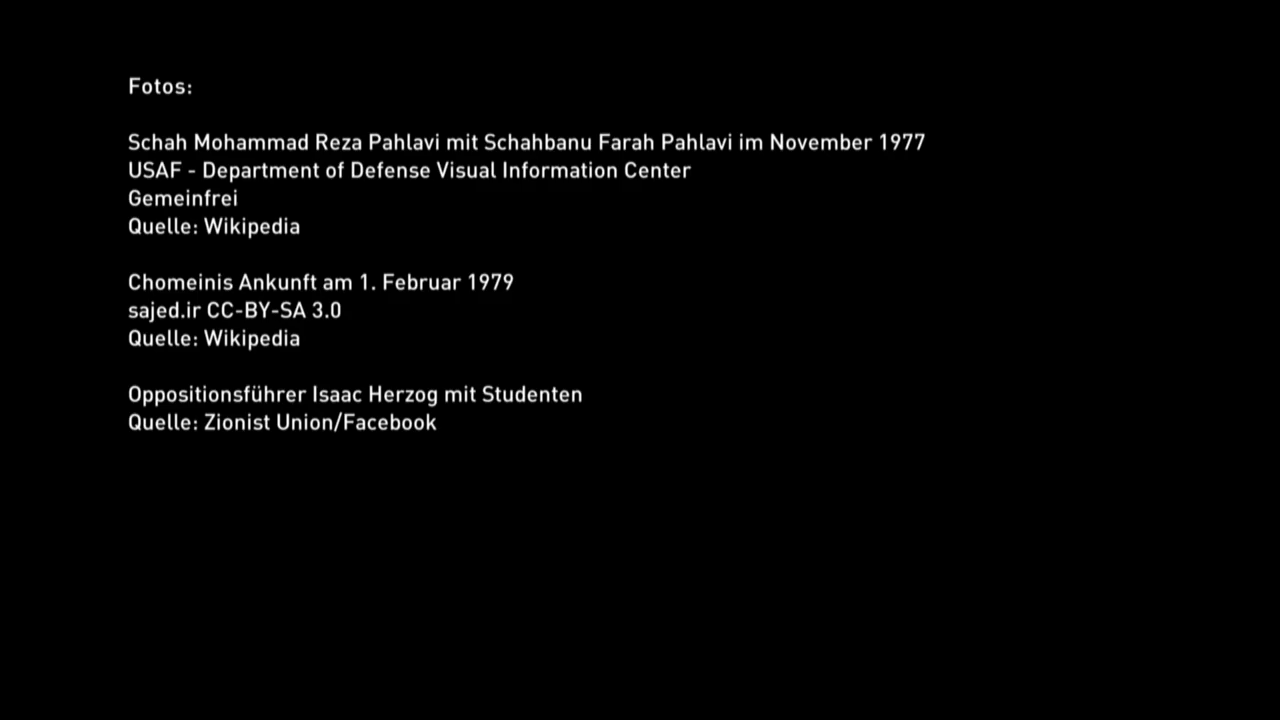 Fotos:
Schah Mohammad Reza Pahlavi mit Schahbanu Farah Pahlavi im November 1977
USAF - Department of Defense Visual Information Center
Gemeinfrei
Quelle: Wikipedia
Chomeinis Ankunft am 1. Februar 1979
sajed.ir CC-BY-SA 3.0
Quelle: Wikipedia
Oppositionsführer Isaac Herzog mit Studenten
Quelle: Zionist Union/Facebook